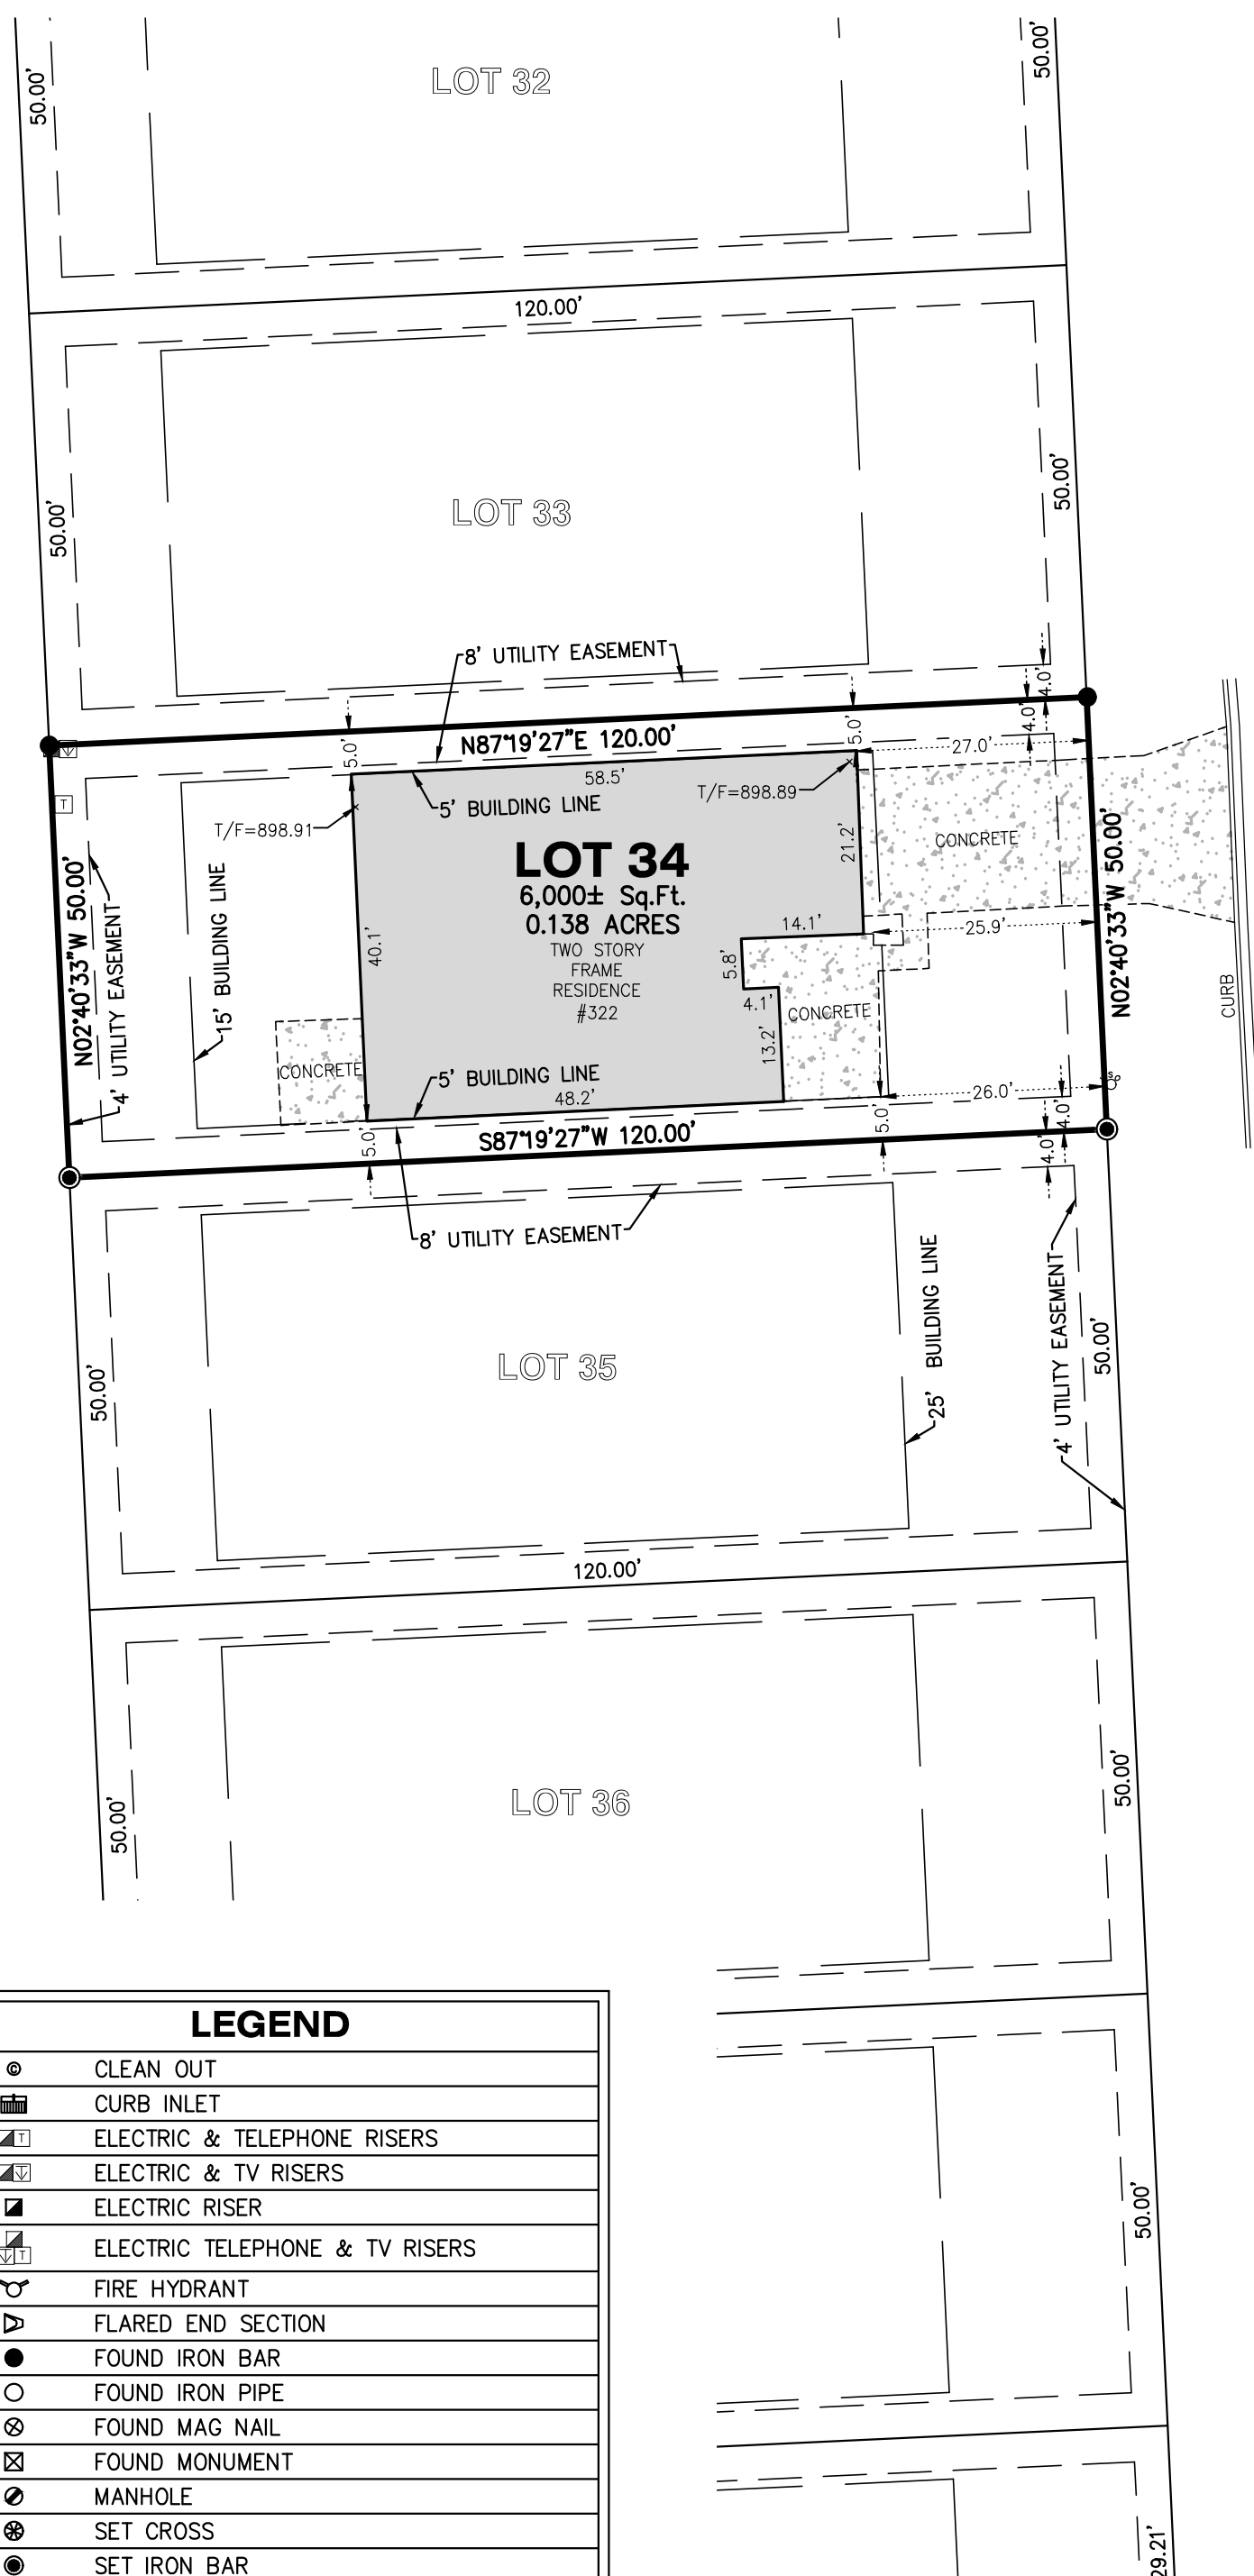 50.00'
LOT 32
50.00'
120.00'
50.00'
LOT 33
50.00'
8' UTILITY EASEMENT
4.0'
4.0'
5.0'
N87°19'27"E 120.00'
5.0'
27.0'
58.5'
5' BUILDING LINE
T/F=898.89
T/F=898.91
T
CONCRETE
21.2'
LOT 34
6,000± Sq.Ft.
0.138 ACRES
TWO STORY
FRAME
RESIDENCE
#322
N02°40'33"W 50.00'
4' UTILITY EASEMENT
15' BUILDING LINE
40.1'
14.1'
5.8'
4.1'
13.2'
25.9'
N02°40'33"W 50.00'
CURB
CONCRETE
CONCRETE
5' BUILDING LINE
48.2'
26.0'
S
5.0'
S87°19'27"W 120.00'
5.0'
4.0'
4.0'
8' UTILITY EASEMENT
50.00'
LOT 35
25' BUILDING LINE
4' UTILITY EASEMENT
50.00'
120.00'
50.00'
LOT 36
50.00'
50.00'
29.21'
LEGEND
C CLEAN OUT
CURB INLET
T ELECTRIC & TELEPHONE RISERS
ELECTRIC & TV RISERS
ELECTRIC RISER
T ELECTRIC TELEPHONE & TV RISERS
FIRE HYDRANT
FLARED END SECTION
FOUND IRON BAR
FOUND IRON PIPE
FOUND MAG NAIL
FOUND MONUMENT
MANHOLE
SET CROSS
SET IRON BAR